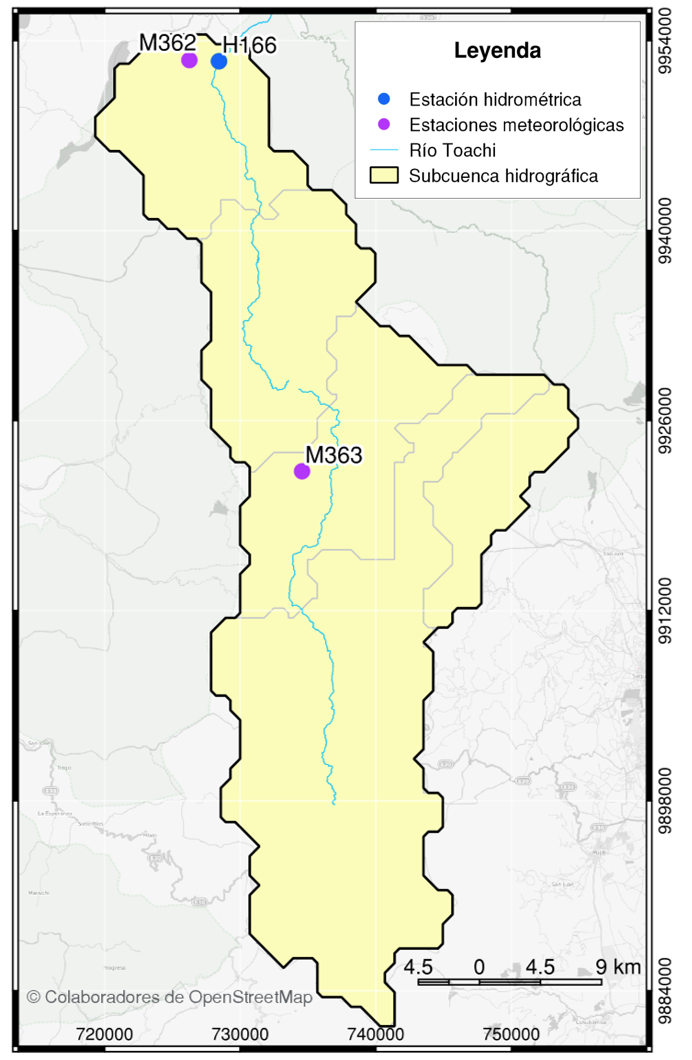 9954000
M362
H166
Leyenda
Estación hidrométrica
Estaciones meteorológicas
Río Toachi
Subcuenca hidrográfica
9940000
9926000
M363
9912000
9898000
4.5 0 4.5 9 km
© Colaboradores de OpenStreetMap
9884000
720000 730000 740000 750000